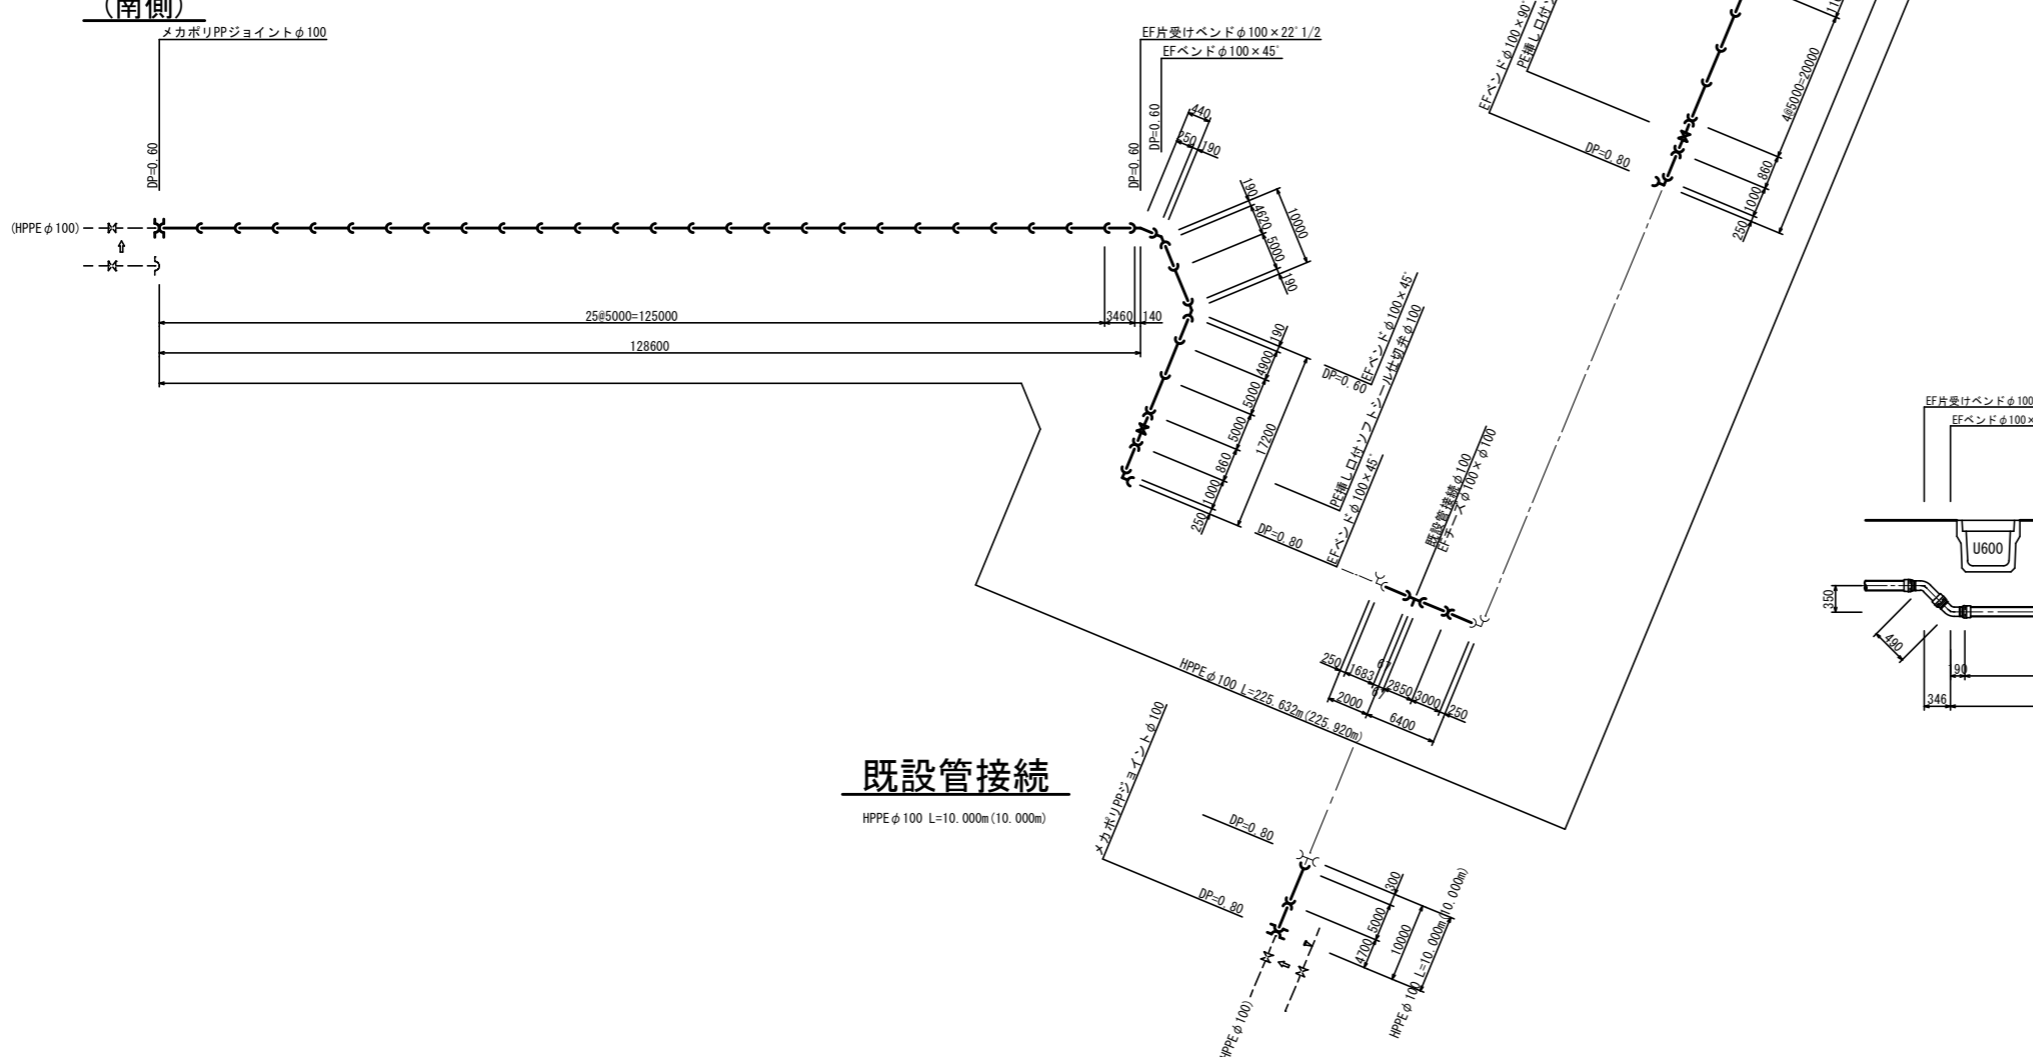 (南側)
メカポリPPジョイントφ100
DP=0.60
(HPPEφ100)
25@5000=125000
3460
140
128600
EF片受けベンドφ100×22°1/2
EFベンドφ100×45°
DP=0.60
DP=0.60
440
250
190
190
4620
5000
190
10000
190
4900
5000
5000
860
1000
250
17200
DP=0.60
EFベンドφ100×45°
PE挿し口付ソフトシール仕切弁φ100
DP=0.80
EFベンドφ100×45°
既設管接続φ100
EFチーズφ100×φ100
250
1683
67
67
2850
3000
250
2000
6400
HPPEφ100 L=225.632m(225.920m)
EFベンドφ100×90°
PE挿し口付
DP=0.80
4@5000=20000
860
1000
250
既設管接続
HPPEφ100 L=10.000m(10.000m)
メカポリPPジョイントφ100
DP=0.80
DP=0.80
300
5000
4700
10000
HPPEφ100 L=10.000m(10.000m)
HPPEφ100)
EF片受けベンドφ100
EFベンドφ100×
U600
350
490
190
346